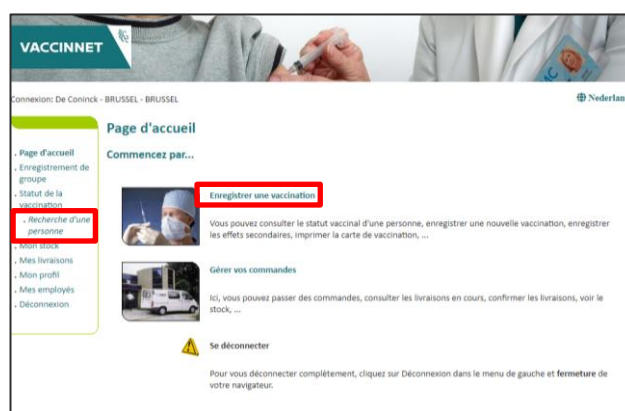 VACCINNET
Connexion: De Coninck - BRUSSEL - BRUSSEL
Nederlan
Page d'accueil
Commencez par...
. Page d'accueil
. Enregistrement de
groupe
. Statut de la
vaccination
. Recherche d'une
personne
. Mon stock
. Mes livraisons
. Mon profil
. Mes employés
. Déconnexion
Enregistrer une vaccination
Vous pouvez consulter le statut vaccinal d'une personne, enregistrer une nouvelle vaccination, enregistrer
les effets secondaires, imprimer la carte de vaccination, ...
Gérer vos commandes
Ici, vous pouvez passer des commandes, consulter les livraisons en cours, confirmer les livraisons, voir le
stock, ...
Se déconnecter
Pour vous déconnecter complètement, cliquez sur Déconnexion dans le menu de gauche et fermeture de
votre navigateur.